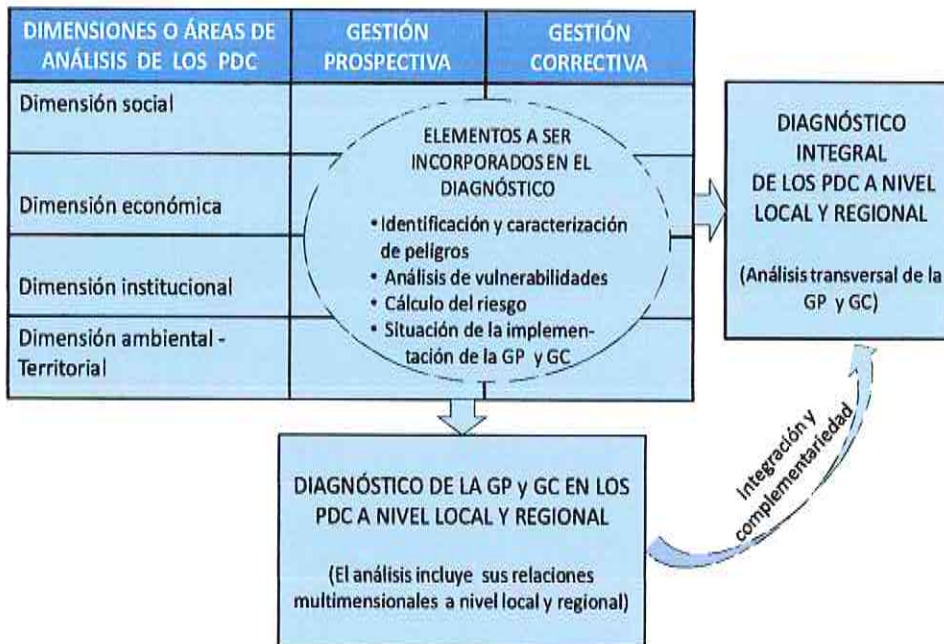 DIMENSIONES O ÁREAS DE
ANÁLISIS DE LOS PDC
GESTIÓN
PROSPECTIVA
GESTIÓN
CORRECTIVA
Dimensión social
Dimensión económica
Dimensión institucional
Dimensión ambiental -
Territorial
ELEMENTOS A SER
INCORPORADOS EN EL
DIAGNÓSTICO
• Identificación y caracterización
de peligros
• Análisis de vulnerabilidades
• Cálculo del riesgo
• Situación de la implemen-
tación de la GP y GC
DIAGNÓSTICO
INTEGRAL
DE LOS PDC A NIVEL
LOCAL Y REGIONAL
(Análisis transversal de la
GP y GC)
DIAGNÓSTICO DE LA GP y GC EN LOS
PDC A NIVEL LOCAL Y REGIONAL
(El análisis incluye sus relaciones
multimensionales a nivel local y regional)
Integración y
complementariedad